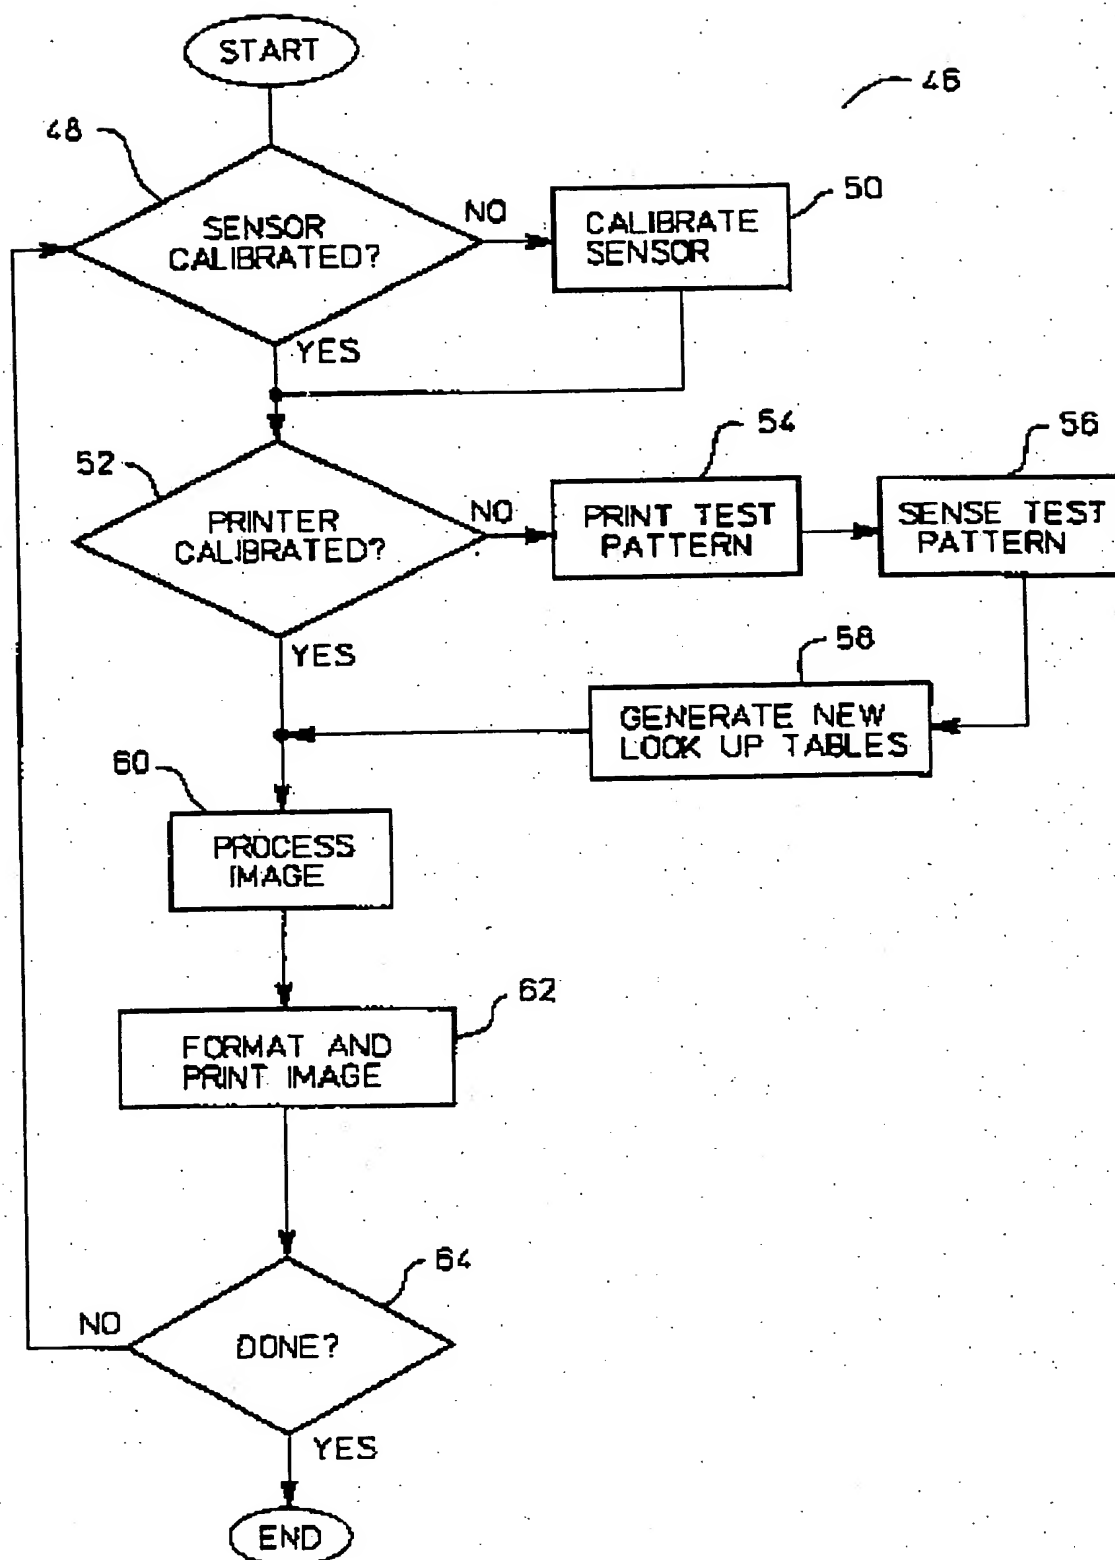 START
46
48
SENSOR
CALIBRATED?
NO
CALIBRATE
SENSOR
50
YES
52
PRINTER
CALIBRATED?
NO
PRINT TEST
PATTERN
54
SENSE TEST
PATTERN
56
YES
58
GENERATE NEW
LOOK UP TABLES
60
PROCESS
IMAGE
62
FORMAT AND
PRINT IMAGE
64
NO
DONE?
YES
END